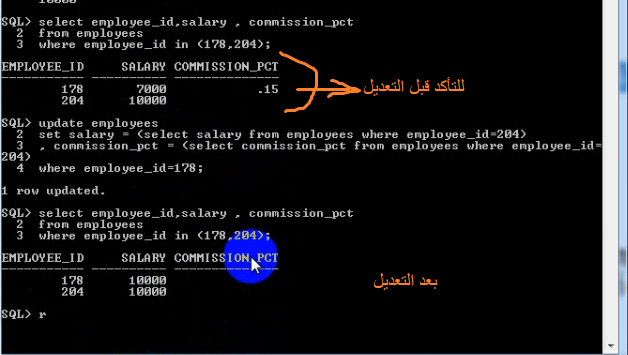 SQL> select employee_id,salary , commission_pct
2 from employees
3 where employee_id in (178,204);
EMPLOYEE_ID SALARY COMMISSION_PCT
----------- ---------- --------------
178 7000 .15
204 10000
للتأكد قبل التعديل
SQL> update employees
2 set salary = (select salary from employees where employee_id=204)
3 , commission_pct = (select commission_pct from employees where employee_id=
204)
4 where employee_id=178;
1 row updated.
SQL> select employee_id,salary , commission_pct
2 from employees
3 where employee_id in (178,204);
EMPLOYEE_ID SALARY COMMISSION_PCT
----------- ---------- --------------
178 10000
204 10000
بعد التعديل
SQL> r